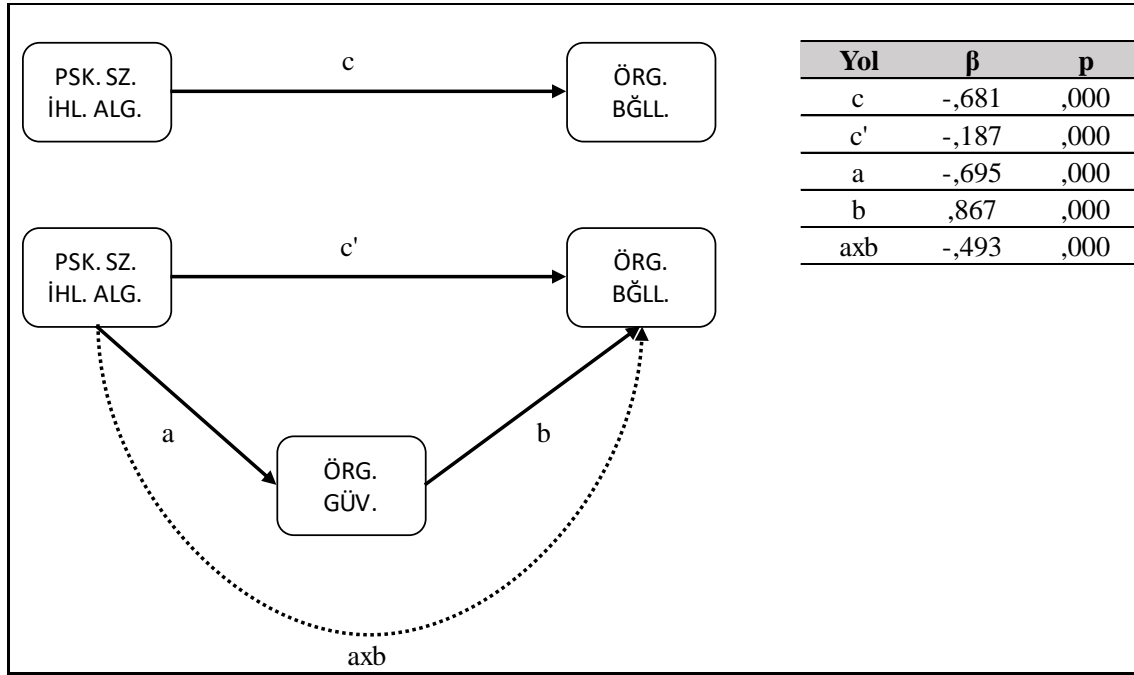 c
PSK. SZ.
İHL. ALG.
ÖRG.
BĞLL.
c'
PSK. SZ.
İHL. ALG.
ÖRG.
BĞLL.
a
b
ÖRG.
GÜV.
axb
Yol β p
c -,681 ,000
c' -,187 ,000
a -,695 ,000
b ,867 ,000
axb -,493 ,000